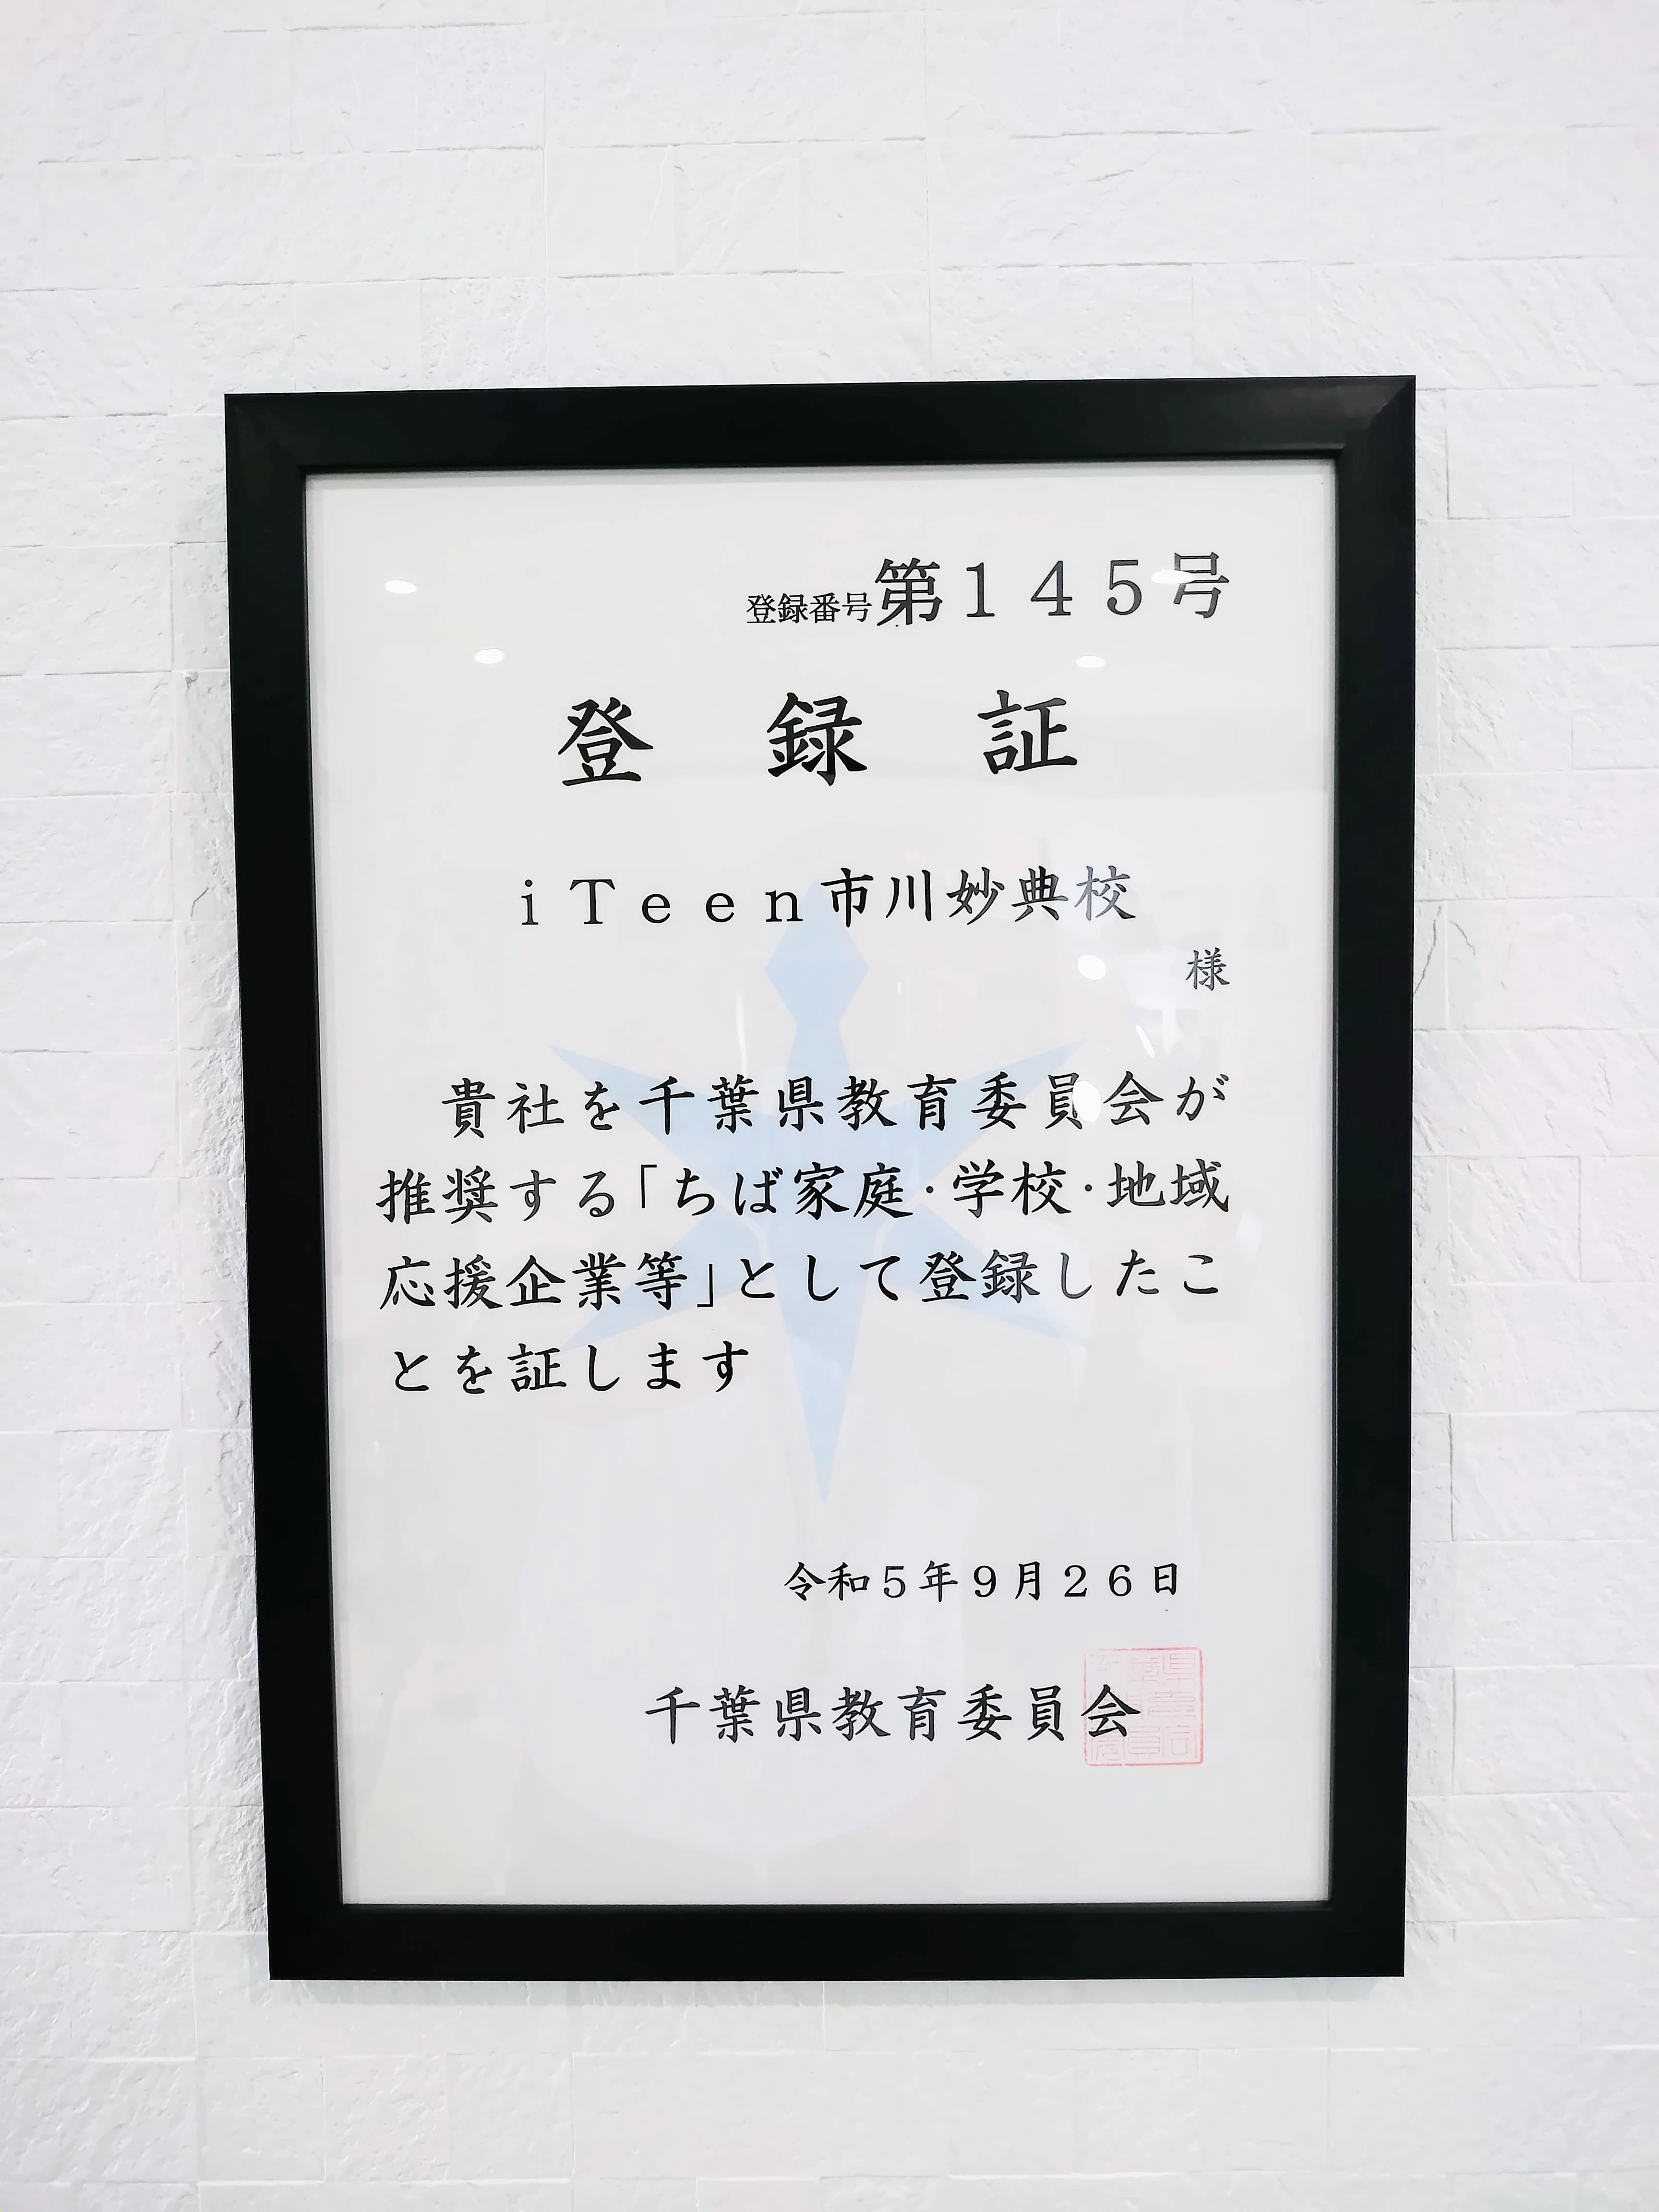 登録番号第１４５号
登録証
ｉＴｅｅｎ市川妙典校
様
貴社を千葉県教育委員会が
推奨する「ちば家庭・学校・地域
応援企業等」として登録したこ
とを証します
令和５年９月２６日
千葉県教育委員会